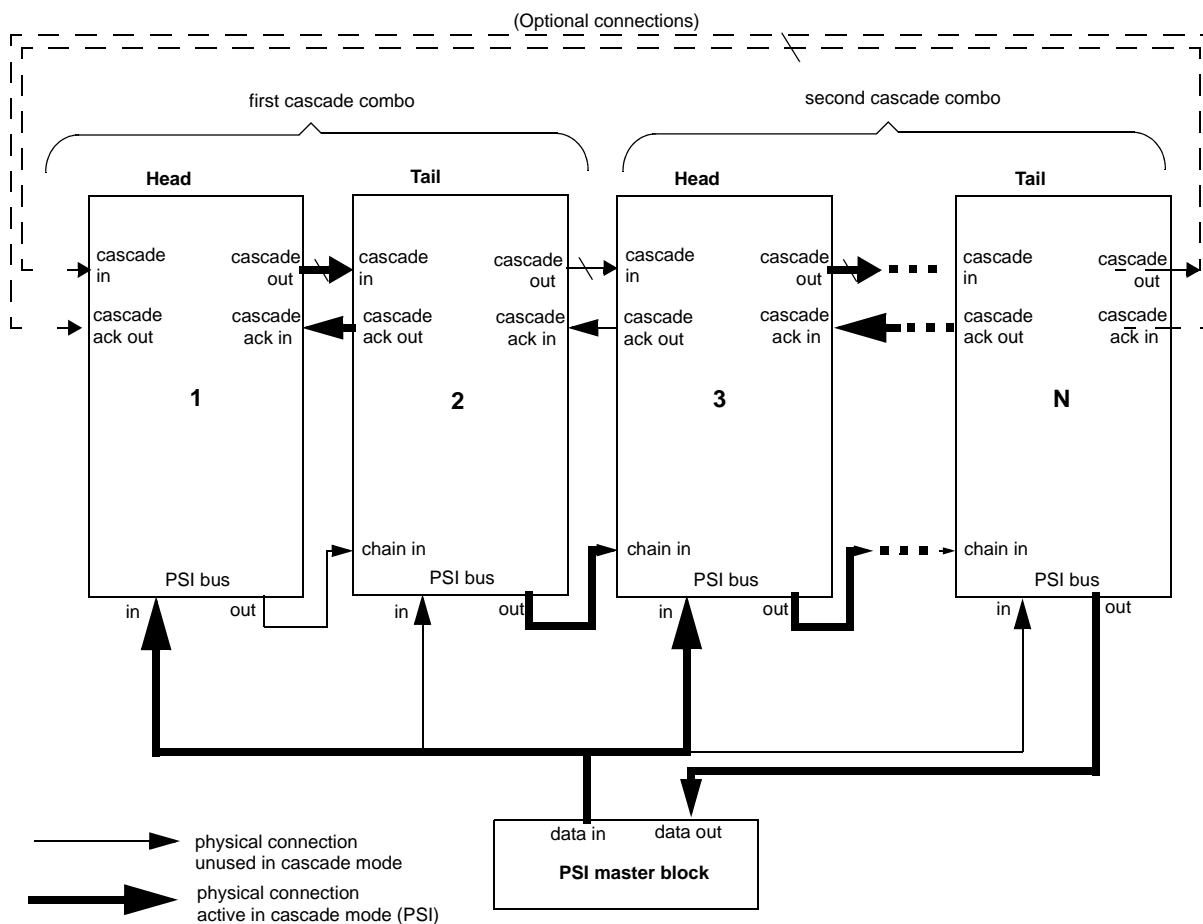 (Optional connections)
first cascade combo
second cascade combo
Head
Tail
Head
Tail
cascade
in
cascade
out
cascade
ack out
cascade
ack in
1
cascade
in
cascade
out
cascade
ack out
cascade
ack in
2
cascade
in
cascade
out
cascade
ack out
cascade
ack in
3
cascade
in
cascade
out
cascade
ack out
cascade
ack in
N
chain in
chain in
chain in
PSI bus
PSI bus
PSI bus
PSI bus
in
out
in
out
in
out
in
out
data in
data out
PSI master block
physical connection
unused in cascade mode
physical connection
active in cascade mode (PSI)